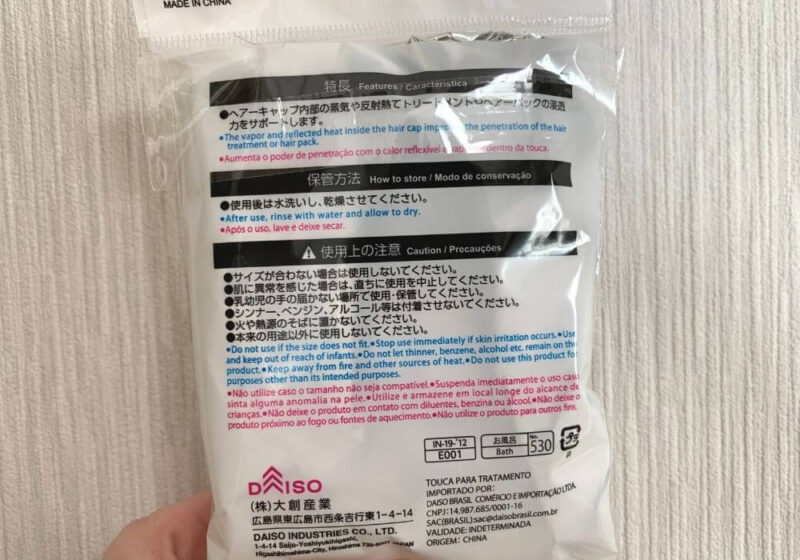 MADE IN CHINA
特長 Features / Característica
●ヘアーキャップ内部の蒸気や反射熱でトリートメントやヘアーパックの浸透
力をサポートします。
●The vapor and reflected heat inside the hair cap improve the penetration of the hair
treatment or hair pack.
●Aumenta o poder de penetração com o calor reflexível e dentro da touca.
保管方法 How to store / Modo de conservação
●使用後は水洗いし、乾燥させてください。
●After use, rinse with water and allow to dry.
●Após o uso, lave e deixe secar.
使用上の注意 Caution / Precauções
●サイズが合わない場合は使用しないでください。
●肌に異常を感じた場合は、直ちに使用を中止してください。
●乳幼児の手の届かない場所で使用・保管してください。
●シンナー、ベンジン、アルコール等は付着させないでください。
●火や熱源のそばに置かないでください。
●本来の用途以外に使用しないでください。
●Do not use if the size does not fit.●Stop use immediately if skin irritation occurs.●Use
and keep out of reach of infants.●Do not let thinner, benzene, alcohol etc. remain on the
product.●Keep away from fire and other sources of heat.●Do not use this product for
purposes other than its intended purposes.
●Não utilize caso o tamanho não seja compatível.●Suspenda imediatamente o uso caso
sinta alguma anomalia na pele.●Utilize e armazene em local longe do alcance de
crianças.●Não deixe o produto em contato com diluentes, benzina ou álcool.●Não deixe o
produto próximo ao fogo ou fontes de aquecimento.●Não utilize o produto para outros fins.
IN-19-'12
E001
お風呂
Bath
No.
530
DAISO
(株)大創産業
広島県東広島市西条吉行東1-4-14
DAISO INDUSTRIES CO., LTD.
1-4-14 Saijo-Yoshiyukihigashi,
Higashihiroshima-City, Hiroshima JAPAN
TOUCA PARA TRATAMENTO
IMPORTADO POR:
DAISO BRASIL COMÉRCIO E IMPORTAÇÃO LTDA
CNPJ:14.987.685/0001-16
SAC(BRASIL):sac@daisobrasil.com.br
VALIDADE: INDETERMINADA
ORIGEM: CHINA